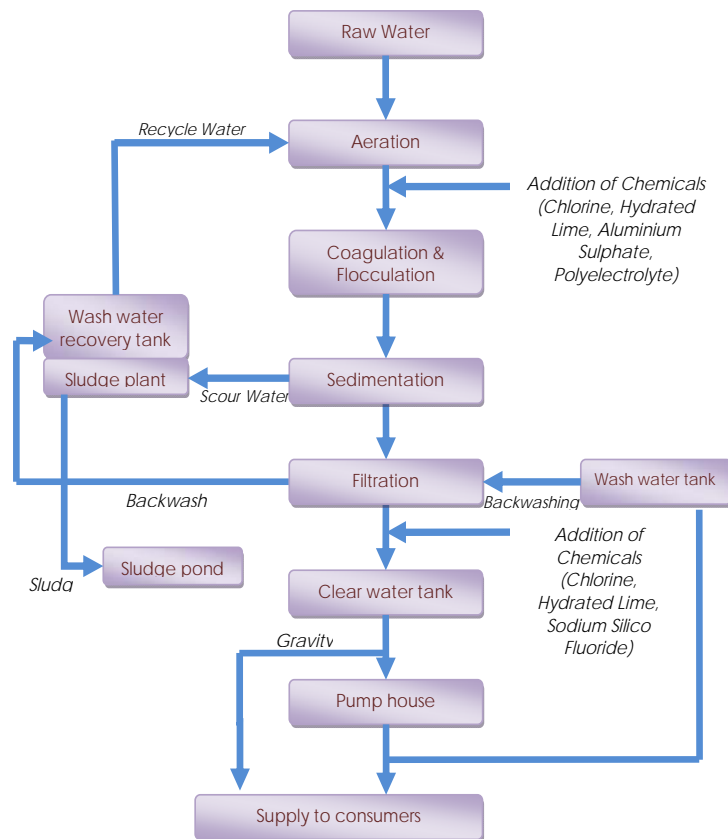 Raw Water
Recycle Water
Aeration
Addition of Chemicals
(Chlorine, Hydrated
Lime, Aluminium
Sulphate,
Polyelectrolyte)
Coagulation &
Flocculation
Wash water
recovery tank
Sludge plant
Scour Water
Sedimentation
Filtration
Wash water tank
Backwash
Backwashing
Addition of
Chemicals
(Chlorine,
Hydrated Lime,
Sodium Silico
Fluoride)
Sludg
Sludge pond
Clear water tank
Gravity
Pump house
Supply to consumers